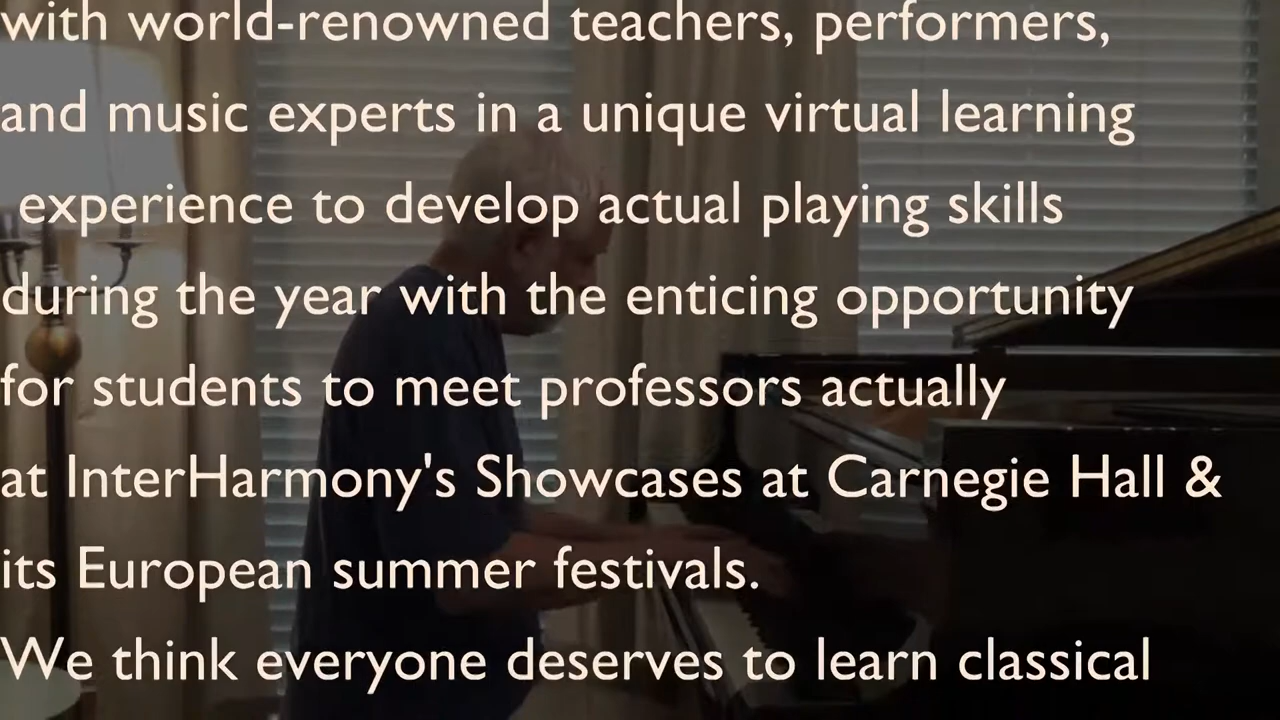 with world-renowned teachers, performers,
and music experts in a unique virtual learning
experience to develop actual playing skills
during the year with the enticing opportunity
for students to meet professors actually
at InterHarmony's Showcases at Carnegie Hall &
its European summer festivals.
We think everyone deserves to learn classical